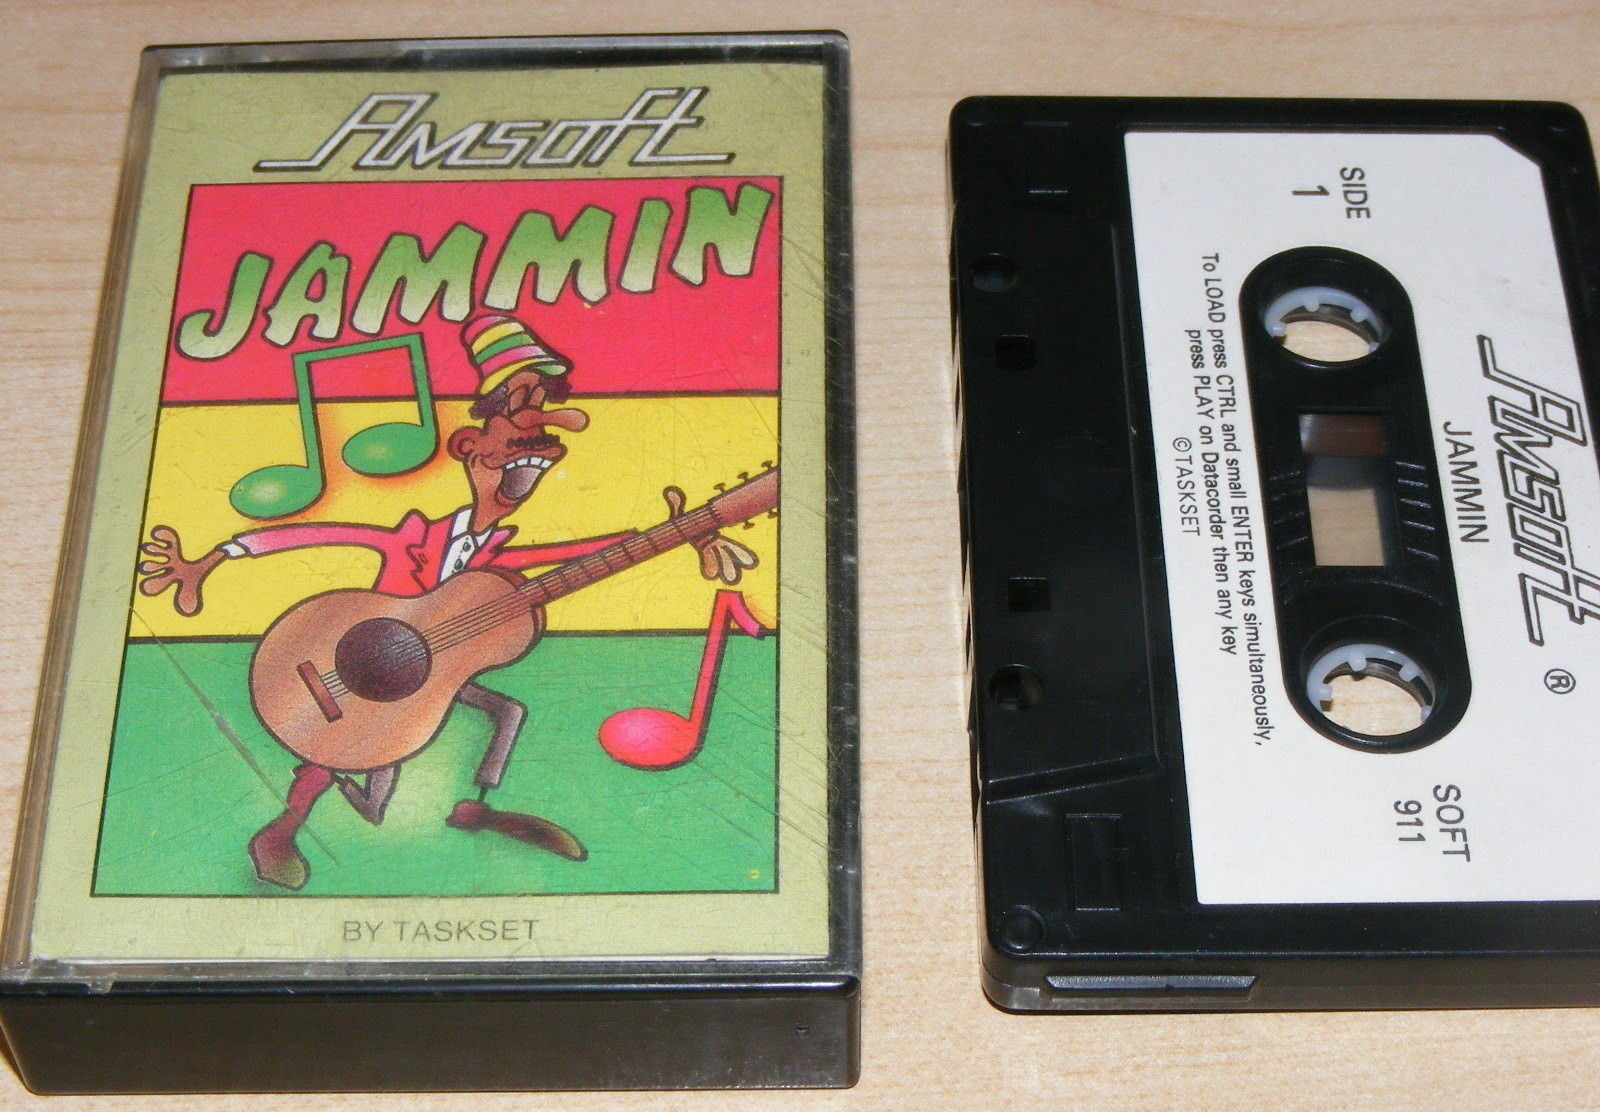 Amsoft
JAMMIN
BY TASKSET
SIDE
1
Amsoft ®
JAMMIN
To LOAD press CTRL and small ENTER keys simultaneously,
press PLAY on Datacorder then any key
©TASKSET
SOFT
911